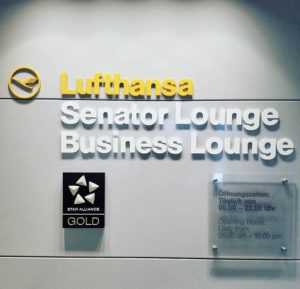 Lufthansa
Senator Lounge
Business Lounge
STAR ALLIANCE
GOLD
Öffnungszeiten:
Täglich von
05.00 - 22.00 Uhr
Opening hours:
Daily from
05.00 am - 10:00 pm